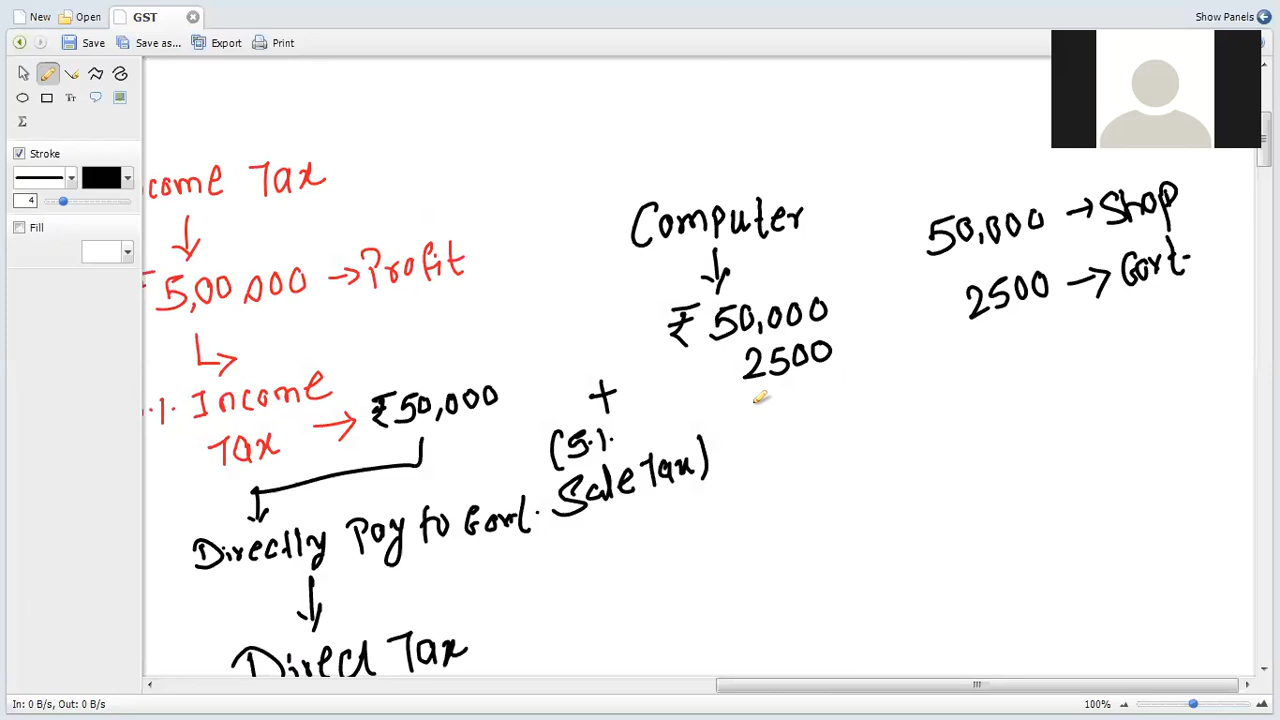 New
Open
GST
Show Panels
Save
Save as...
Export
Print
Stroke
4
Fill
come Tax
₹5,00,000 → Profit
.1. Income
Tax → ₹50,000
Directly Pay to Govt.
Direct Tax
Computer
₹ 50,000
2500
+
(5.1.
Sale Tax)
50,000 → Shop
2500 → Govt.
In: 0 B/s, Out: 0 B/s
100%